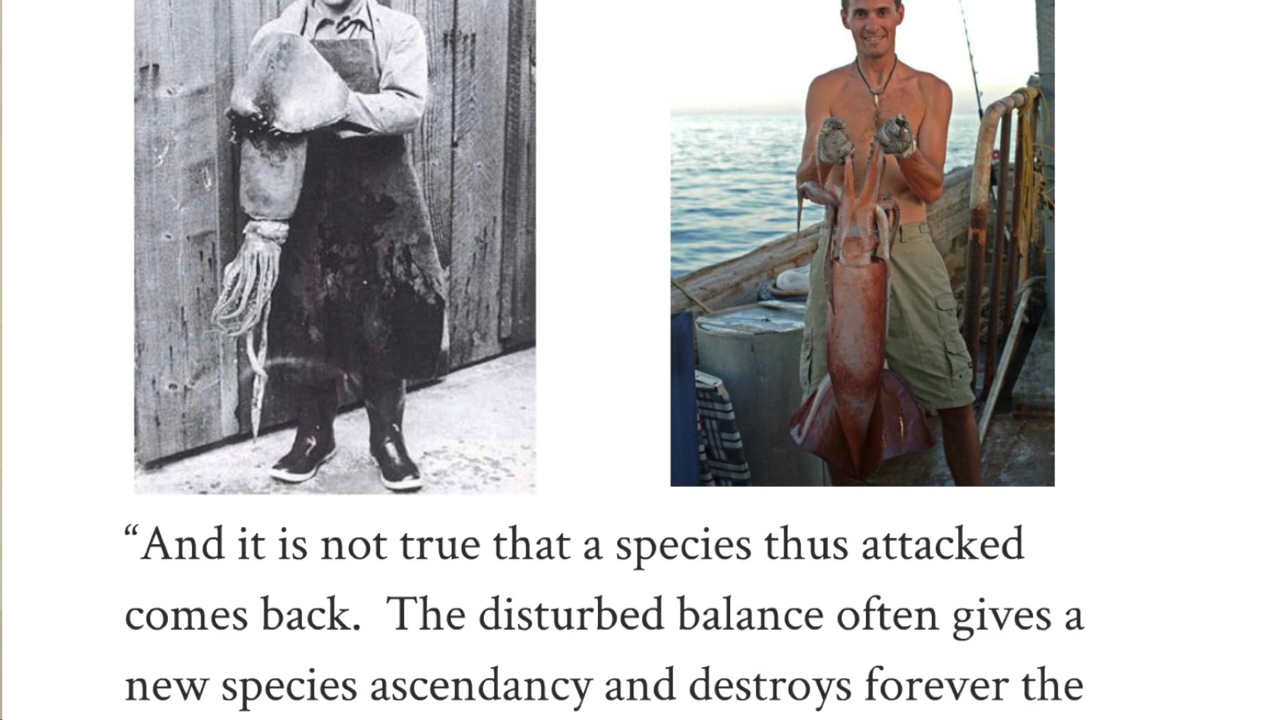 “And it is not true that a species thus attacked
comes back.  The disturbed balance often gives a
new species ascendancy and destroys forever the